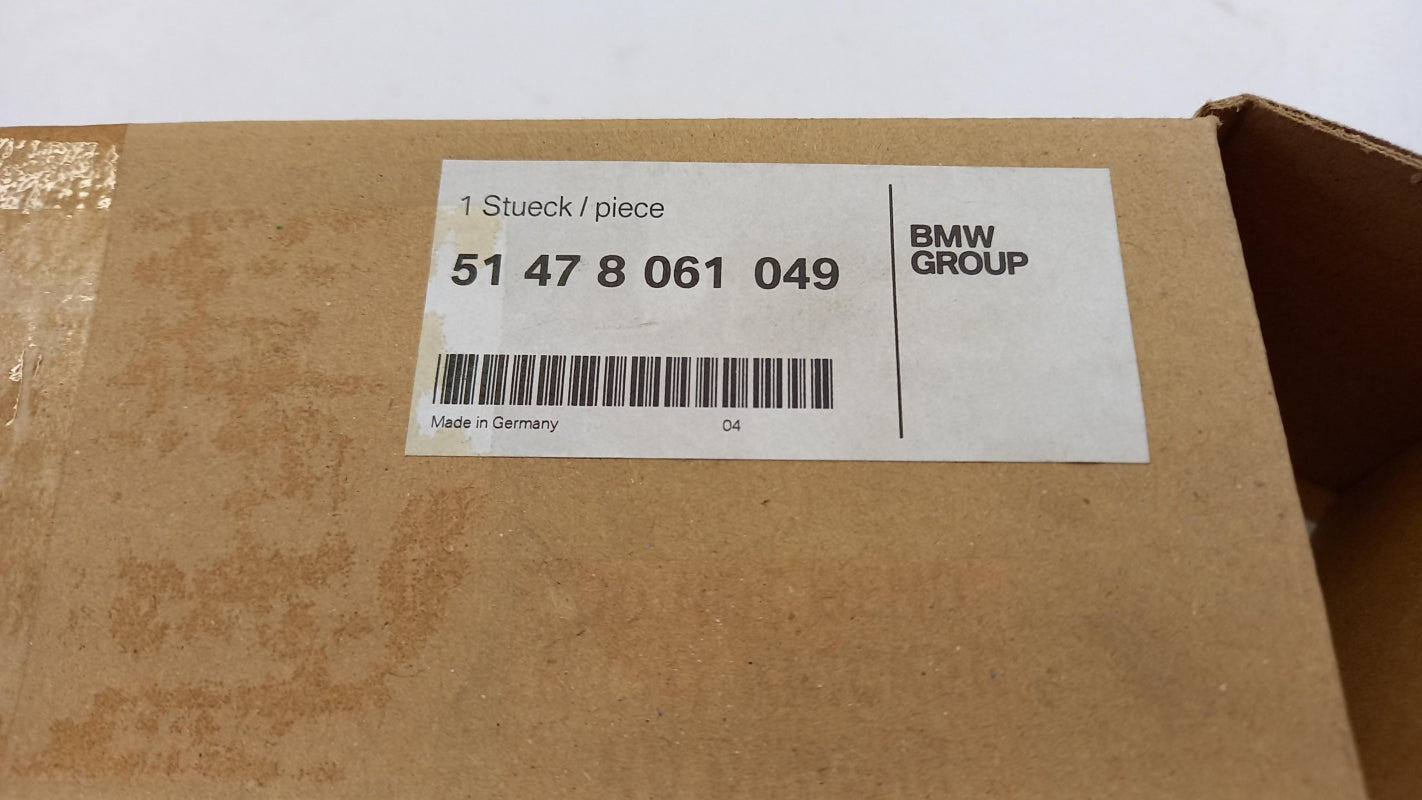 1 Stueck / piece
51 47 8 061 049
Made in Germany 04
BMW
GROUP